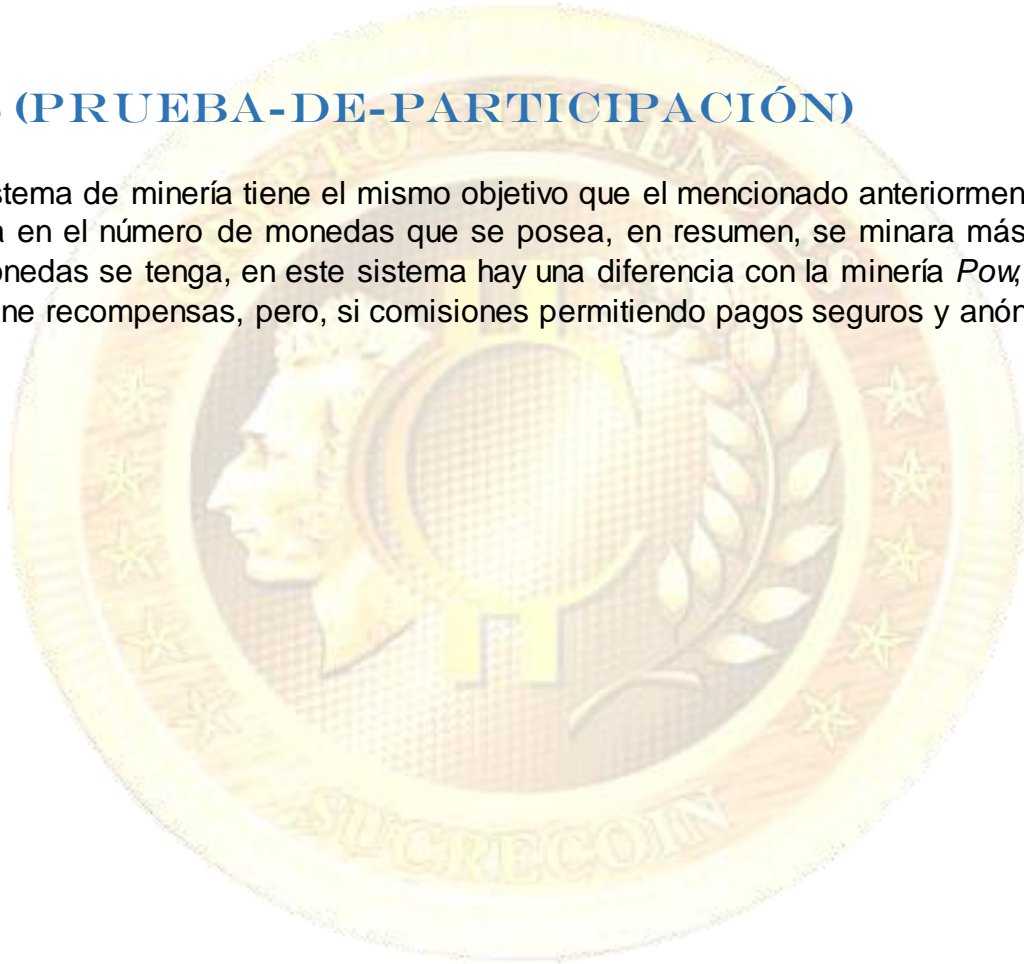 (PRUEBA-DE-PARTICIPACIÓN)
stema de minería tiene el mismo objetivo que el mencionado anteriormen
a en el número de monedas que se posea, en resumen, se minara más
onedas se tenga, en este sistema hay una diferencia con la minería Pow,
ne recompensas, pero, si comisiones permitiendo pagos seguros y anón
CRYPTO CURRENCIES
SUCRECOIN